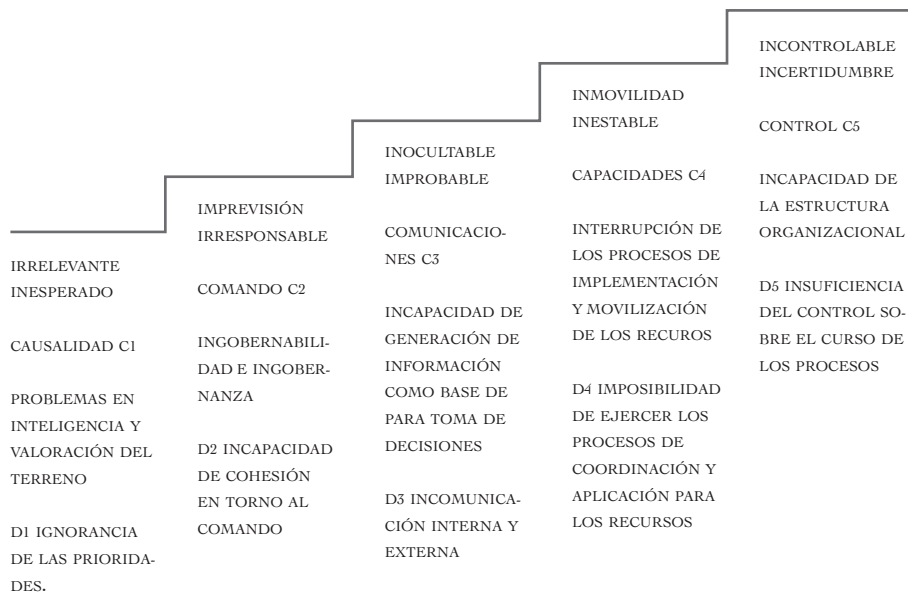 IRRELEVANTE
INESPERADO
CAUSALIDAD C1
PROBLEMAS EN
INTELIGENCIA Y
VALORACIÓN DEL
TERRENO
D1 IGNORANCIA
DE LAS PRIORIDA-
DES.
IMPREVISIÓN
IRRESPONSABLE
COMANDO C2
INGOBERNABILI-
DAD E INGOBER-
NANZA
D2 INCAPACIDAD
DE COHESIÓN
EN TORNO AL
COMANDO
INOCULTABLE
IMPROBABLE
COMUNICACIO-
NES C3
INCAPACIDAD DE
GENERACIÓN DE
INFORMACIÓN
COMO BASE DE
PARA TOMA DE
DECISIONES
D3 INCOMUNICA-
CIÓN INTERNA Y
EXTERNA
INMOVILIDAD
INESTABLE
CAPACIDADES C4
INTERRUPCIÓN DE
LOS PROCESOS DE
IMPLEMENTACIÓN
Y MOVILIZACIÓN
DE LOS RECUROS
D4 IMPOSIBILIDAD
DE EJERCER LOS
PROCESOS DE
COORDINACIÓN Y
APLICACIÓN PARA
LOS RECURSOS
INCONTROLABLE
INCERTIDUMBRE
CONTROL C5
INCAPACIDAD DE
LA ESTRUCTURA
ORGANIZACIONAL
D5 INSUFICIENCIA
DEL CONTROL SO-
BRE EL CURSO DE
LOS PROCESOS